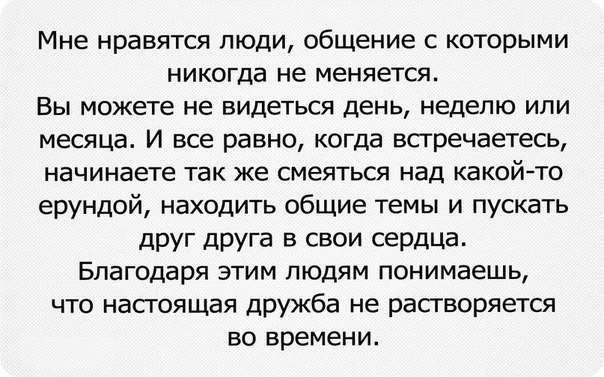 Мне нравятся люди, общение с которыми
никогда не меняется.
Вы можете не видеться день, неделю или
месяца. И все равно, когда встречаетесь,
начинаете так же смеяться над какой-то
ерундой, находить общие темы и пускать
друг друга в свои сердца.
Благодаря этим людям понимаешь,
что настоящая дружба не растворяется
во времени.